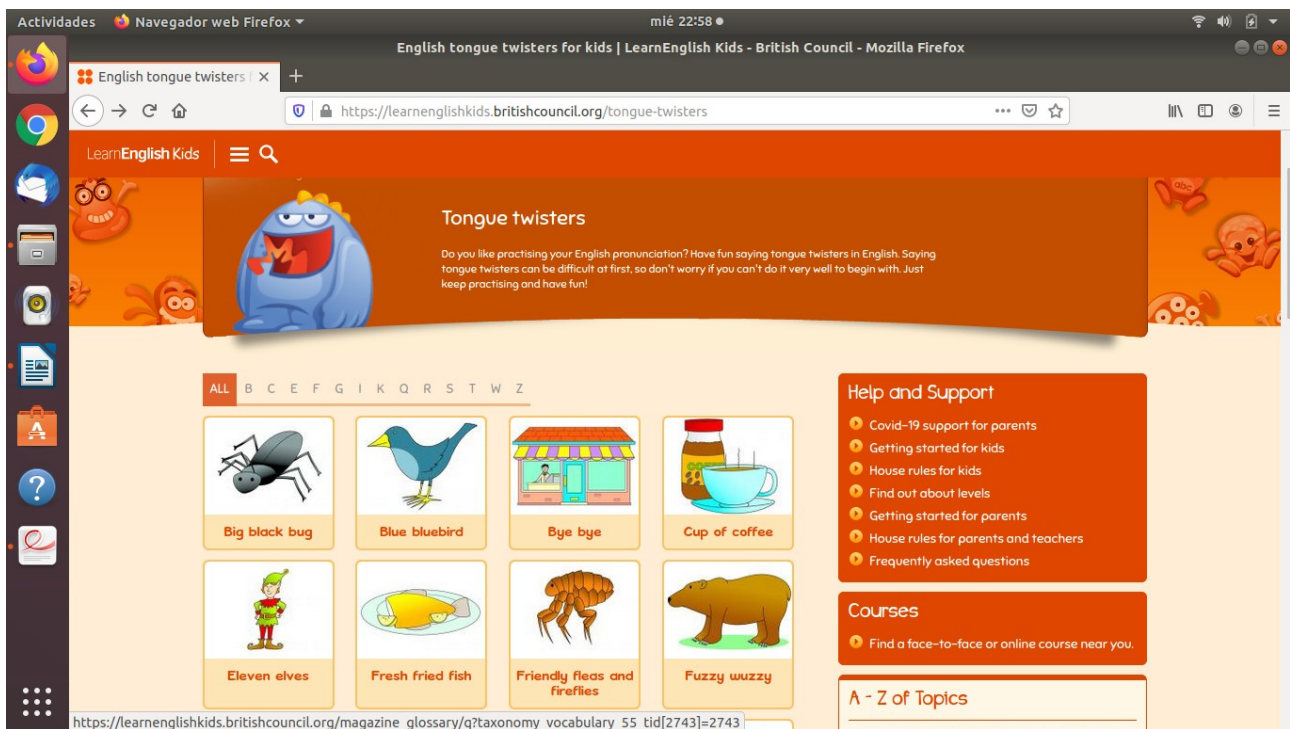 Actividades Navegador web Firefox mié 22:58
English tongue twisters for kids | LearnEnglish Kids - British Council - Mozilla Firefox
English tongue twisters f
https://learnenglishkids.britishcouncil.org/tongue-twisters
LearnEnglish Kids
Tongue twisters
Do you like practising your English pronunciation? Have fun saying tongue twisters in English. Saying
tongue twisters can be difficult at first, so don't worry if you can't do it very well to begin with. Just
keep practising and have fun!
ALL B C E F G I K Q R S T W Z
Big black bug
Blue bluebird
Bye bye
Cup of coffee
Eleven elves
Fresh fried fish
Friendly fleas and
fireflies
Fuzzy wuzzy
Help and Support
Covid-19 support for parents
Getting started for kids
House rules for kids
Find out about levels
Getting started for parents
House rules for parents and teachers
Frequently asked questions
Courses
Find a face-to-face or online course near you.
A - Z of Topics
https://learnenglishkids.britishcouncil.org/magazine_glossary/q?taxonomy_vocabulary_55_tid[2743]=2743